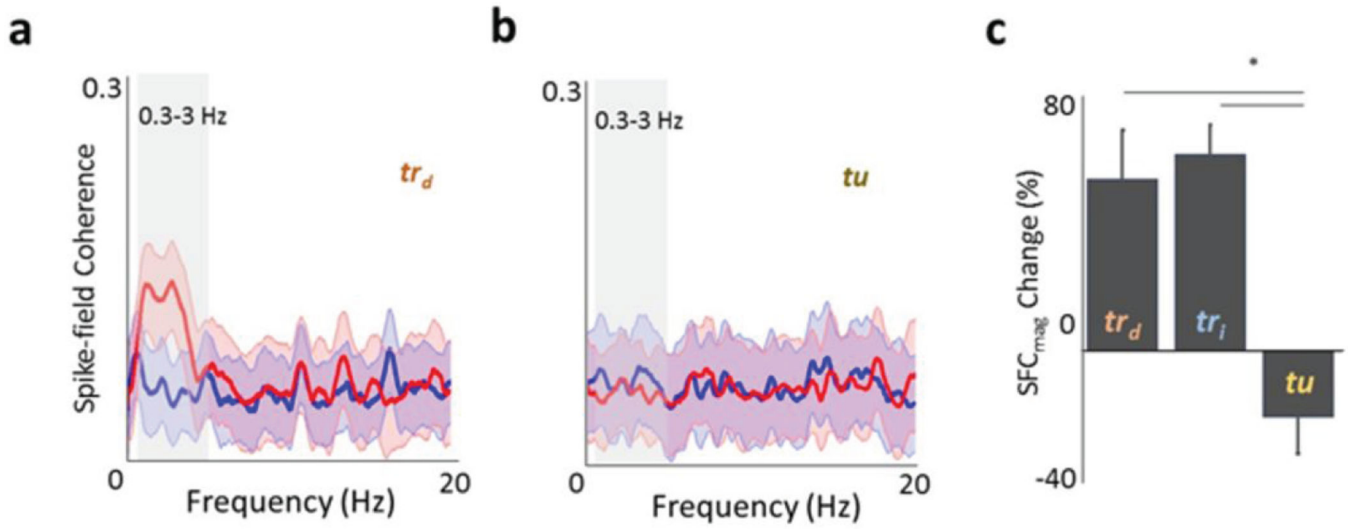 a
0.3
0.3-3 Hz
tr_d
Spike-field Coherence
0
20
Frequency (Hz)
b
0.3
0.3-3 Hz
tu
0
20
Frequency (Hz)
c
*
80
0
-40
SFC_mag Change (%)
tr_d
tr_i
tu